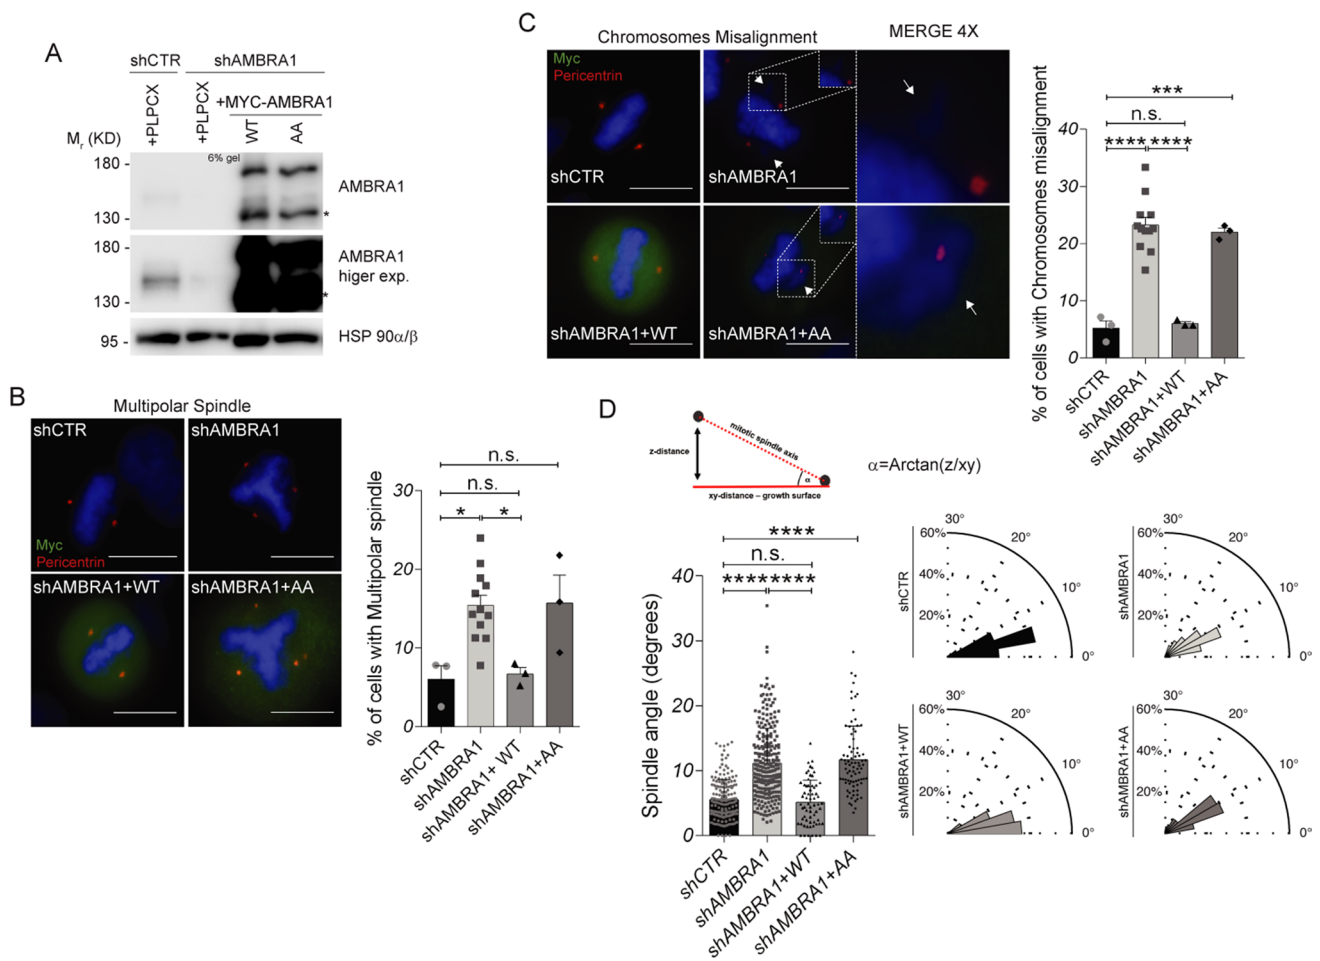 A
shCTR
shAMBRA1
+PLPCX
+PLPCX
+MYC-AMBRA1
WT
AA
Mr (KD)
6% gel
180 -
AMBRA1
130 -
*
180 -
AMBRA1
higer exp.
130 -
*
95 -
HSP 90α/β
B
Multipolar Spindle
shCTR
shAMBRA1
Myc
Pericentrin
shAMBRA1+WT
shAMBRA1+AA
% of cells with Multipolar spindle
n.s.
n.s.
*
*
30
20
10
0
shCTR
shAMBRA1
shAMBRA1+ WT
shAMBRA1+AA
C
Chromosomes Misalignment
MERGE 4X
Myc
Pericentrin
shCTR
shAMBRA1
shAMBRA1+WT
shAMBRA1+AA
% of cells with Chromosomes misalignment
***
n.s.
****
****
40
30
20
10
0
shCTR
shAMBRA1
shAMBRA1+WT
shAMBRA1+AA
D
z-distance
mitotic spindle axis
α
xy-distance – growth surface
α=Arctan(z/xy)
Spindle angle (degrees)
****
n.s.
********
40
30
20
10
0
shCTR
shAMBRA1
shAMBRA1+WT
shAMBRA1+AA
shCTR
30°
60%
20°
40%
10°
20%
0°
shAMBRA1
30°
60%
20°
40%
10°
20%
0°
shAMBRA1+WT
30°
60%
20°
40%
10°
20%
0°
shAMBRA1+AA
30°
60%
20°
40%
10°
20%
0°